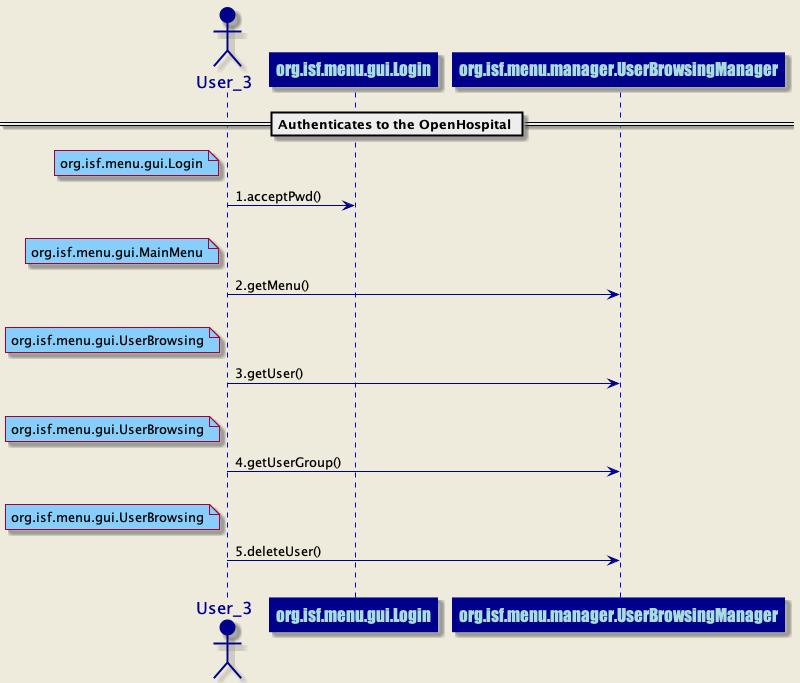 User_3
org.isf.menu.gui.Login
org.isf.menu.manager.UserBrowsingManager
Authenticates to the OpenHospital
org.isf.menu.gui.Login
1.acceptPwd()
org.isf.menu.gui.MainMenu
2.getMenu()
org.isf.menu.gui.UserBrowsing
3.getUser()
org.isf.menu.gui.UserBrowsing
4.getUserGroup()
org.isf.menu.gui.UserBrowsing
5.deleteUser()
User_3
org.isf.menu.gui.Login
org.isf.menu.manager.UserBrowsingManager